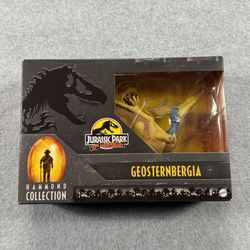 JURASSIC PARK
GEOSTERNBERGIA
HAMMOND
COLLECTION